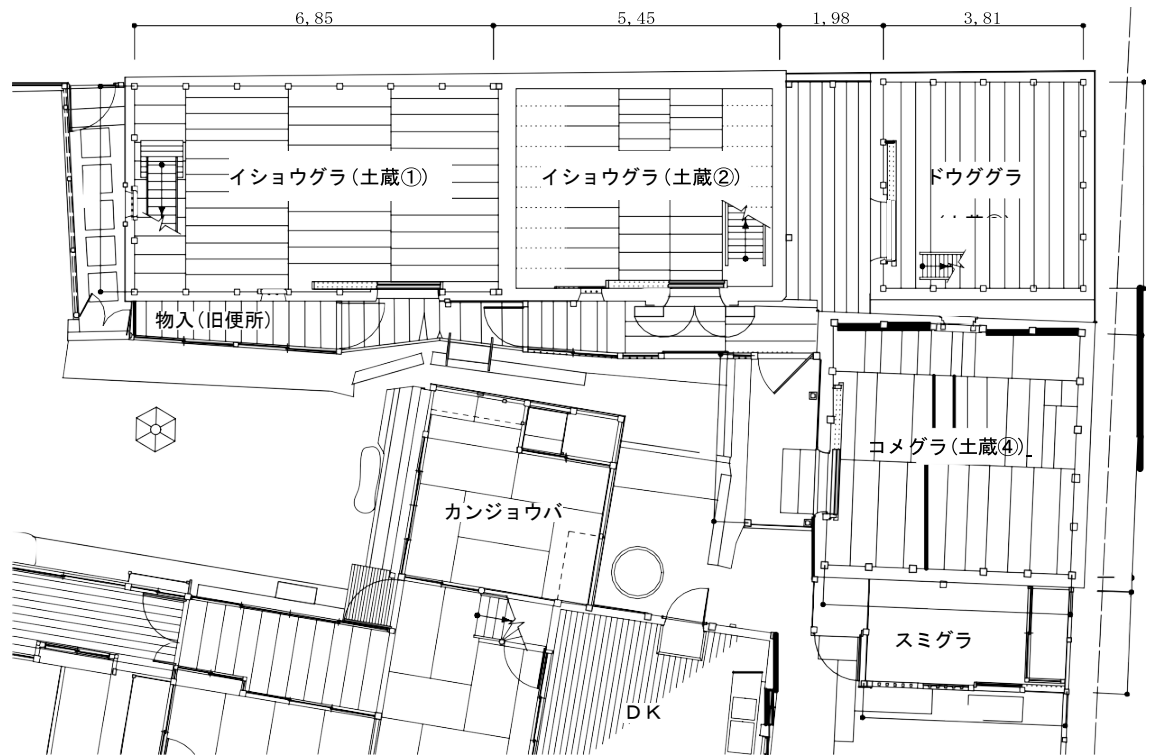 6,85 5,45 1,98 3,81
イショウグラ(土蔵①)
イショウグラ(土蔵②)
ドウググラ
物入(旧便所)
コメグラ(土蔵④)
カンジョウバ
スミグラ
DK